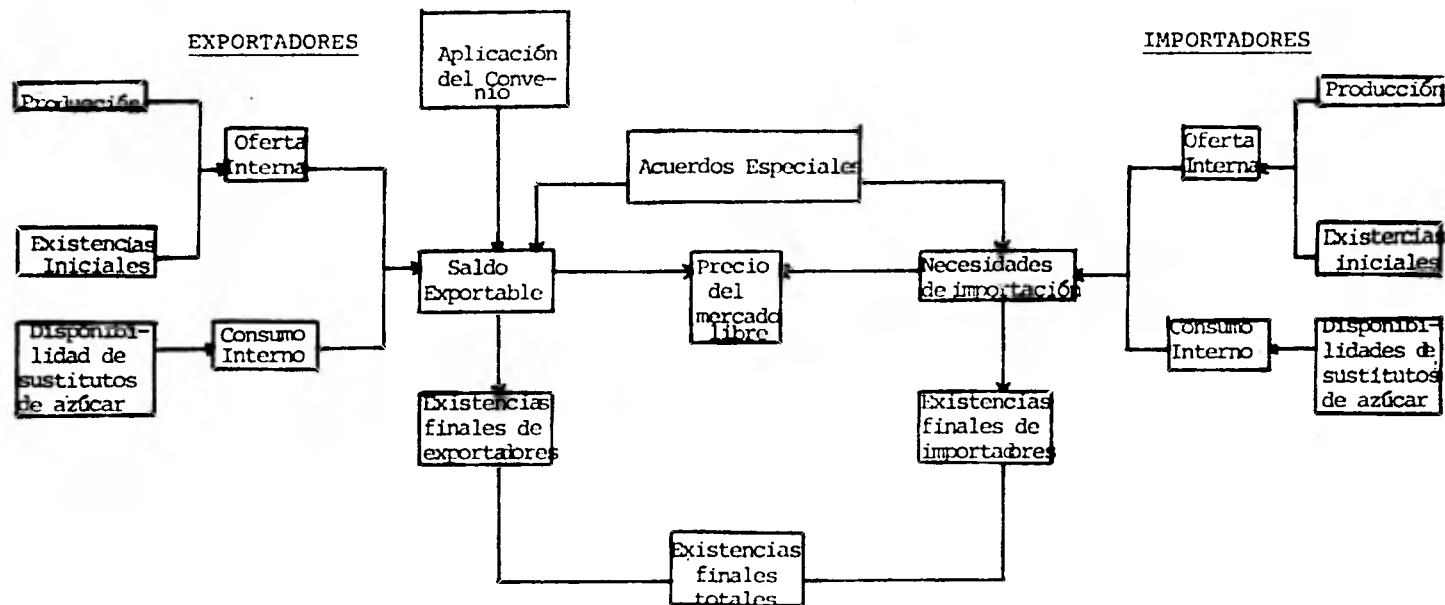 EXPORTADORES
IMPORTADORES
Aplicación
del Conve-
nio
Producción
Oferta
Interna
Existencias
Iniciales
Disponibi-
lidad de
sustitutos
de azúcar
Consumo
Interno
Acuerdos Especiales
Saldo
Exportable
Precio
del
mercado
libre
Necesidades
de importación
Oferta
Interna
Producción
Existencias
iniciales
Consumo
Interno
Disponibi-
lidades de
sustitutos
de azúcar
Existencias
finales de
exportadores
Existencias
finales de
importadores
Existencias
finales
totales